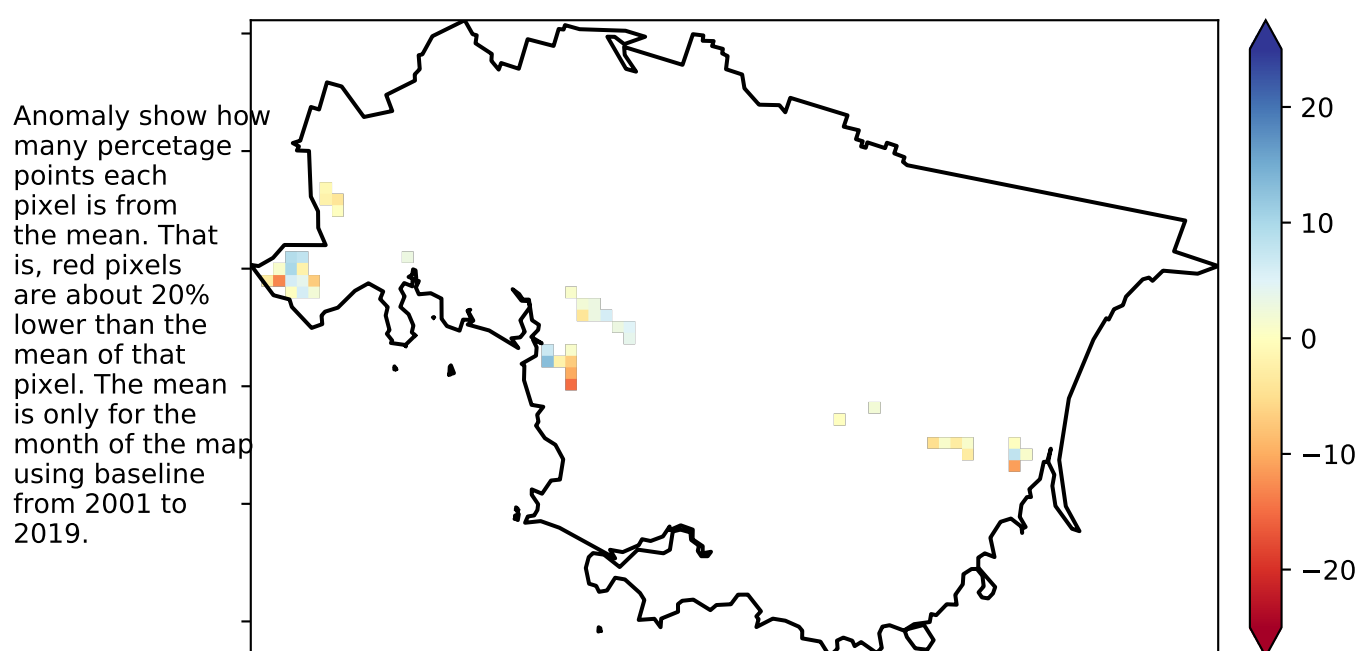 Anomaly show how
many percetage
points each
pixel is from
the mean. That
is, red pixels
are about 20%
lower than the
mean of that
pixel. The mean
is only for the
month of the map
using baseline
from 2001 to
2019.
20
10
0
−10
−20